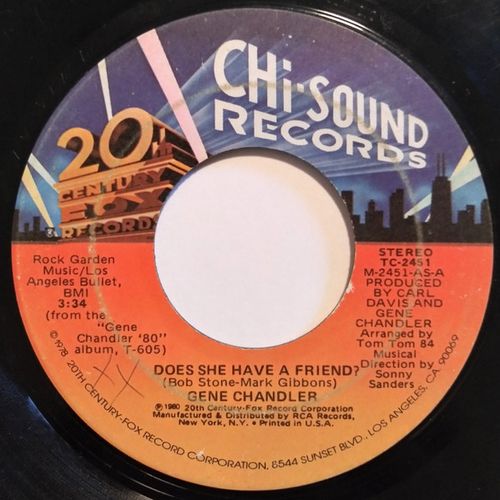 CHi-SOUND
RECORDS
20th
CENTURY
FOX
RECORDS
Rock Garden
Music/Los
Angeles Bullet,
BMI
3:34
(from the
"Gene
Chandler '80"
album, T-605)
STEREO
TC-2451
M-2451-AS-A
PRODUCED
BY CARL
DAVIS AND
GENE
CHANDLER
Arranged by
Tom Tom 84
Musical
Direction by
Sonny
Sanders
XX
DOES SHE HAVE A FRIEND?
(Bob Stone-Mark Gibbons)
GENE CHANDLER
℗1980 20th Century-Fox Record Corporation
Manufactured & Distributed by RCA Records,
New York, N.Y. • Printed in U.S.A.
©1978 20TH CENTURY-FOX RECORD CORPORATION, 8544 SUNSET BLVD., LOS ANGELES, CA. 90069